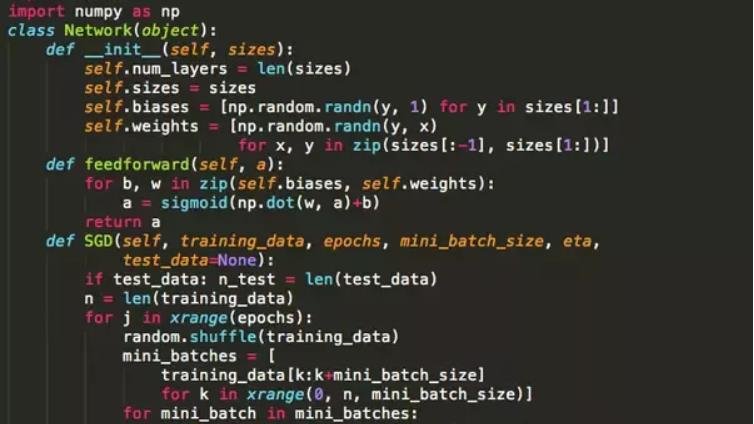 import numpy as np
class Network(object):
    def __init__(self, sizes):
        self.num_layers = len(sizes)
        self.sizes = sizes
        self.biases = [np.random.randn(y, 1) for y in sizes[1:]]
        self.weights = [np.random.randn(y, x)
                        for x, y in zip(sizes[:-1], sizes[1:])]
    def feedforward(self, a):
        for b, w in zip(self.biases, self.weights):
            a = sigmoid(np.dot(w, a)+b)
        return a
    def SGD(self, training_data, epochs, mini_batch_size, eta,
            test_data=None):
        if test_data: n_test = len(test_data)
        n = len(training_data)
        for j in xrange(epochs):
            random.shuffle(training_data)
            mini_batches = [
                training_data[k:k+mini_batch_size]
                for k in xrange(0, n, mini_batch_size)]
            for mini_batch in mini_batches: